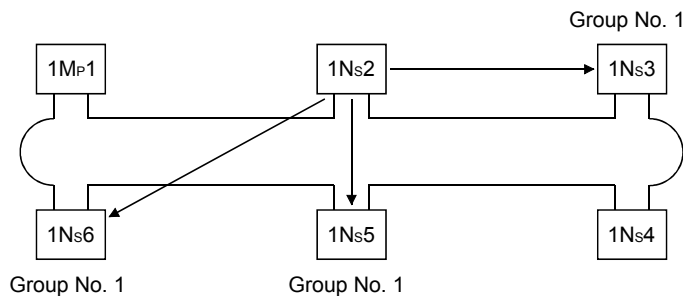 Group No. 1
1MP1
1NS2
1NS3
1NS6
1NS5
1NS4
Group No. 1
Group No. 1